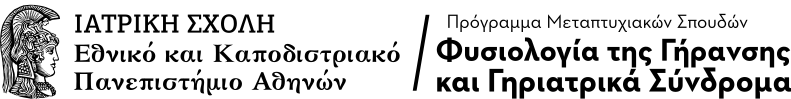 ΙΑΤΡΙΚΗ ΣΧΟΛΗ
Εθνικό και Καποδιστριακό
Πανεπιστήμιο Αθηνών
Πρόγραμμα Μεταπτυχιακών Σπουδών
Φυσιολογία της Γήρανσης
και Γηριατρικά Σύνδρομα